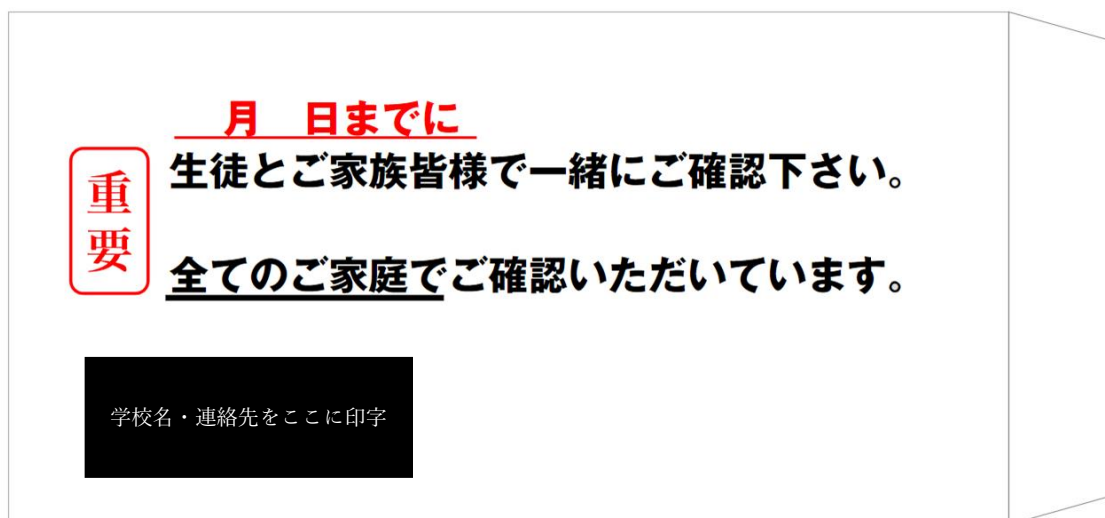 月　日までに
生徒とご家族皆様で一緒にご確認下さい。
重要
全てのご家庭でご確認いただいています。
学校名・連絡先をここに印字